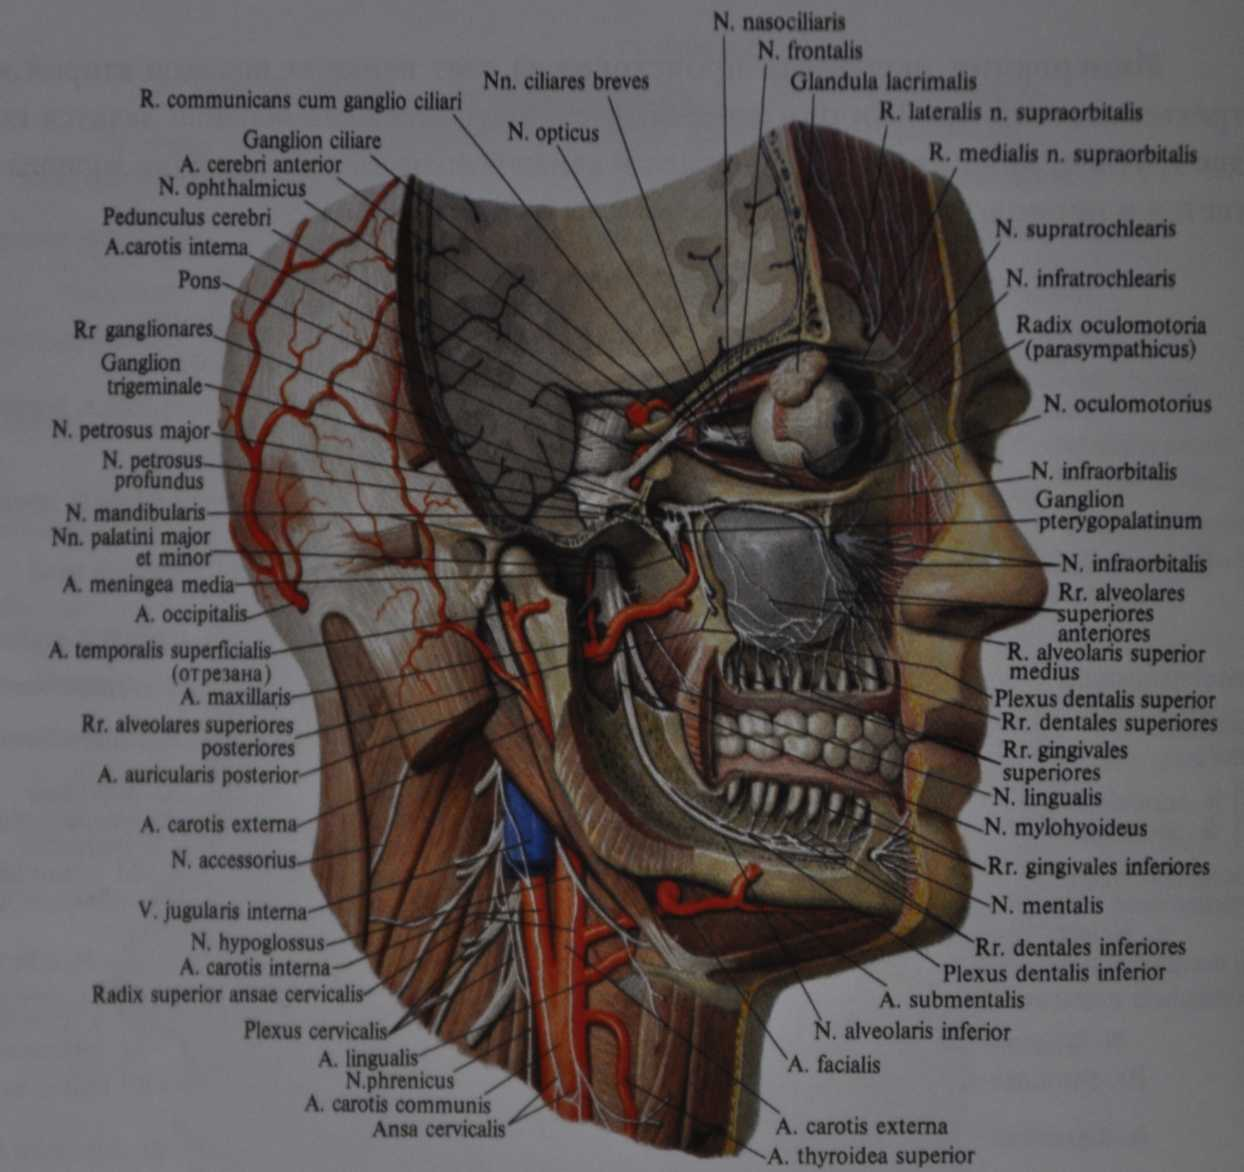 N. nasociliaris
N. frontalis
Nn. ciliares breves
Glandula lacrimalis
R. communicans cum ganglio ciliari
R. lateralis n. supraorbitalis
N. opticus
Ganglion ciliare
R. medialis n. supraorbitalis
A. cerebri anterior
N. ophthalmicus
Pedunculus cerebri
A.carotis interna
Pons
Rr ganglionares
Ganglion
trigeminale
N. petrosus major
N. petrosus
profundus
N. mandibularis
Nn. palatini major
et minor
A. meningea media
A. occipitalis
A. temporalis superficialis
(отрезана)
A. maxillaris
Rr. alveolares superiores
posteriores
A. auricularis posterior
A. carotis externa
N. accessorius
V. jugularis interna
N. hypoglossus
A. carotis interna
Radix superior ansae cervicalis
Plexus cervicalis
A. lingualis
N.phrenicus
A. carotis communis
Ansa cervicalis
N. supratrochlearis
N. infratrochlearis
Radix oculomotoria
(parasympathicus)
N. oculomotorius
N. infraorbitalis
Ganglion
pterygopalatinum
N. infraorbitalis
Rr. alveolares
superiores
anteriores
R. alveolaris superior
medius
Plexus dentalis superior
Rr. dentales superiores
Rr. gingivales
superiores
N. lingualis
N. mylohyoideus
Rr. gingivales inferiores
N. mentalis
Rr. dentales inferiores
Plexus dentalis inferior
A. submentalis
N. alveolaris inferior
A. facialis
A. carotis externa
A. thyroidea superior